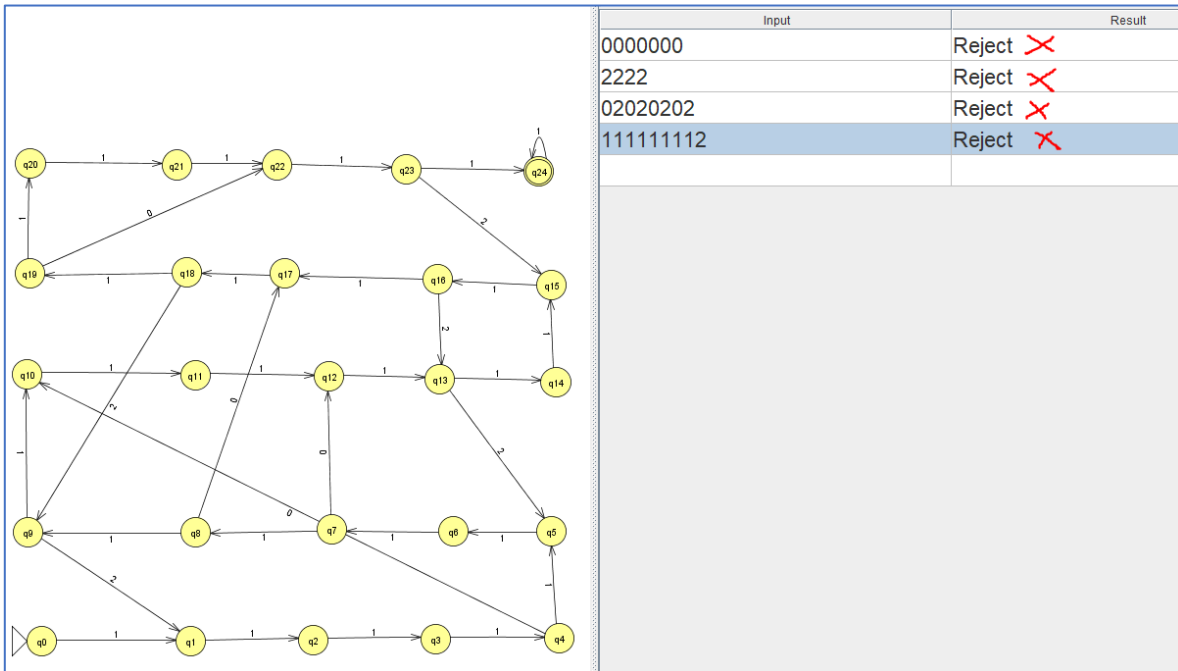 Input Result
0000000 Reject
2222 Reject
02020202 Reject
111111112 Reject
1
q20 1 q21 1 q22 1 q23 1 q24
1 0 2
q19 1 q18 1 q17 1 q16 1 q15
2 1
q10 1 q11 1 q12 1 q13 1 q14
2 0
1 0 2
0
q9 1 q8 1 q7 1 q6 1 q5
2 1
q0 1 q1 1 q2 1 q3 1 q4